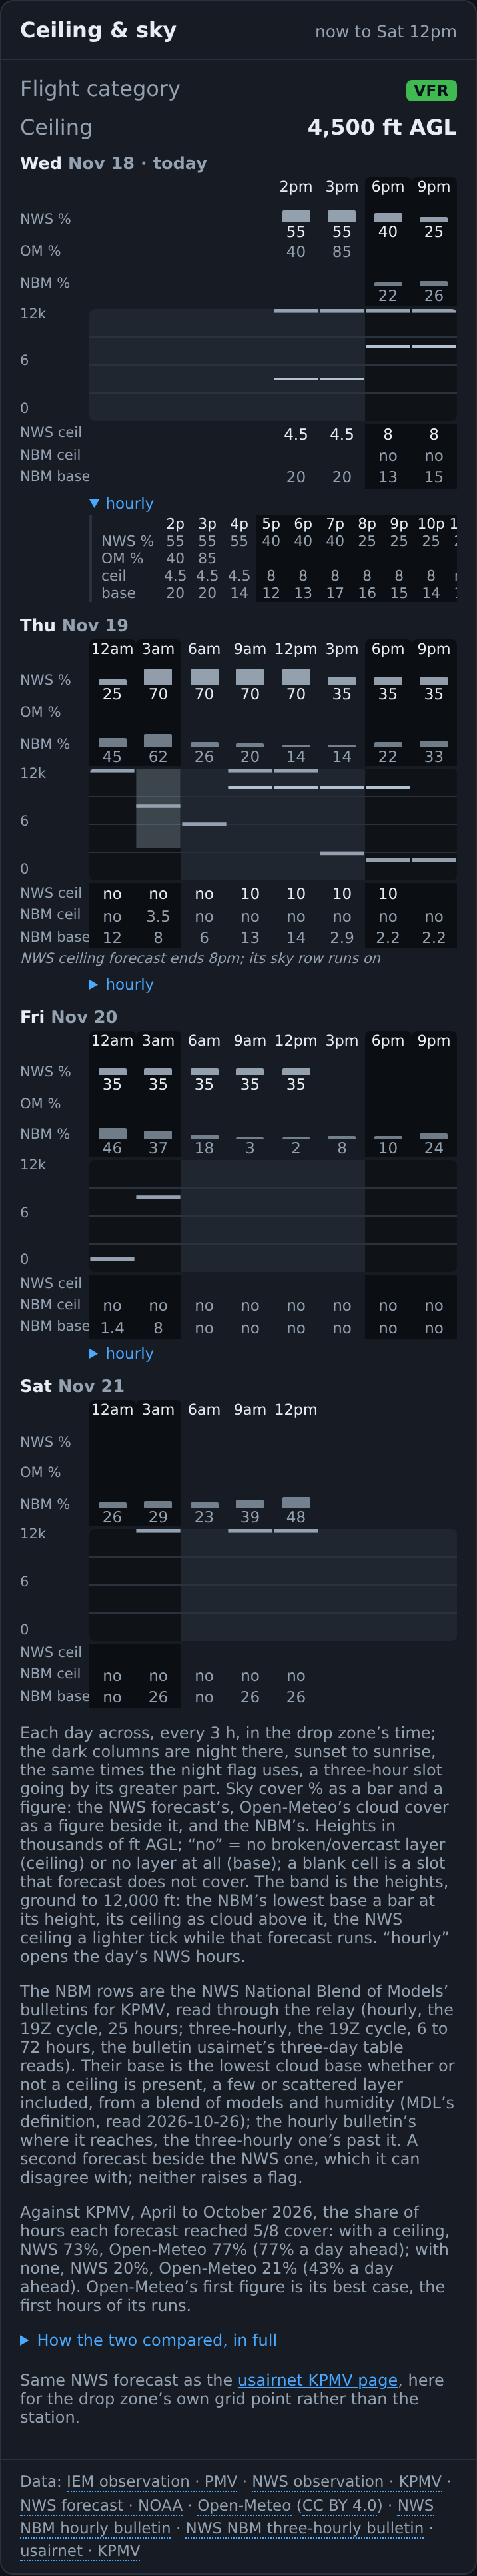 Ceiling & sky now to Sat 12pm
Flight category VFR
Ceiling 4,500 ft AGL
Wed Nov 18 · today
2pm 3pm 6pm 9pm
NWS % 55 55 40 25
OM % 40 85
NBM % 22 26
12k
6
0
NWS ceil 4.5 4.5 8 8
NBM ceil no no
NBM base 20 20 13 15
▼ hourly
2p 3p 4p 5p 6p 7p 8p 9p 10p 1
NWS % 55 55 55 40 40 40 25 25 25
OM % 40 85
ceil 4.5 4.5 4.5 8 8 8 8 8 8
base 20 20 14 12 13 17 16 15 14
Thu Nov 19
12am 3am 6am 9am 12pm 3pm 6pm 9pm
NWS % 25 70 70 70 70 35 35 35
OM %
NBM % 45 62 26 20 14 14 22 33
12k
6
0
NWS ceil no no no 10 10 10 10
NBM ceil no 3.5 no no no no no no
NBM base 12 8 6 13 14 2.9 2.2 2.2
NWS ceiling forecast ends 8pm; its sky row runs on
▶ hourly
Fri Nov 20
12am 3am 6am 9am 12pm 3pm 6pm 9pm
NWS % 35 35 35 35 35
OM %
NBM % 46 37 18 3 2 8 10 24
12k
6
0
NWS ceil
NBM ceil no no no no no no no no
NBM base 1.4 8 no no no no no no
▶ hourly
Sat Nov 21
12am 3am 6am 9am 12pm
NWS %
OM %
NBM % 26 29 23 39 48
12k
6
0
NWS ceil
NBM ceil no no no no no
NBM base no 26 no 26 26
Each day across, every 3 h, in the drop zone’s time;
the dark columns are night there, sunset to sunrise,
the same times the night flag uses, a three-hour slot
going by its greater part. Sky cover % as a bar and a
figure: the NWS forecast’s, Open-Meteo’s cloud cover
as a figure beside it, and the NBM’s. Heights in
thousands of ft AGL; “no” = no broken/overcast layer
(ceiling) or no layer at all (base); a blank cell is a slot
that forecast does not cover. The band is the heights,
ground to 12,000 ft: the NBM’s lowest base a bar at
its height, its ceiling as cloud above it, the NWS
ceiling a lighter tick while that forecast runs. “hourly”
opens the day’s NWS hours.
The NBM rows are the NWS National Blend of Models’
bulletins for KPMV, read through the relay (hourly, the
19Z cycle, 25 hours; three-hourly, the 19Z cycle, 6 to
72 hours, the bulletin usairnet’s three-day table
reads). Their base is the lowest cloud base whether or
not a ceiling is present, a few or scattered layer
included, from a blend of models and humidity (MDL’s
definition, read 2026-10-26); the hourly bulletin’s
where it reaches, the three-hourly one’s past it. A
second forecast beside the NWS one, which it can
disagree with; neither raises a flag.
Against KPMV, April to October 2026, the share of
hours each forecast reached 5/8 cover: with a ceiling,
NWS 73%, Open-Meteo 77% (77% a day ahead); with
none, NWS 20%, Open-Meteo 21% (43% a day
ahead). Open-Meteo’s first figure is its best case, the
first hours of its runs.
▶ How the two compared, in full
Same NWS forecast as the usairnet KPMV page, here
for the drop zone’s own grid point rather than the
station.
Data: IEM observation · PMV · NWS observation · KPMV ·
NWS forecast · NOAA · Open-Meteo (CC BY 4.0) · NWS
NBM hourly bulletin · NWS NBM three-hourly bulletin ·
usairnet · KPMV